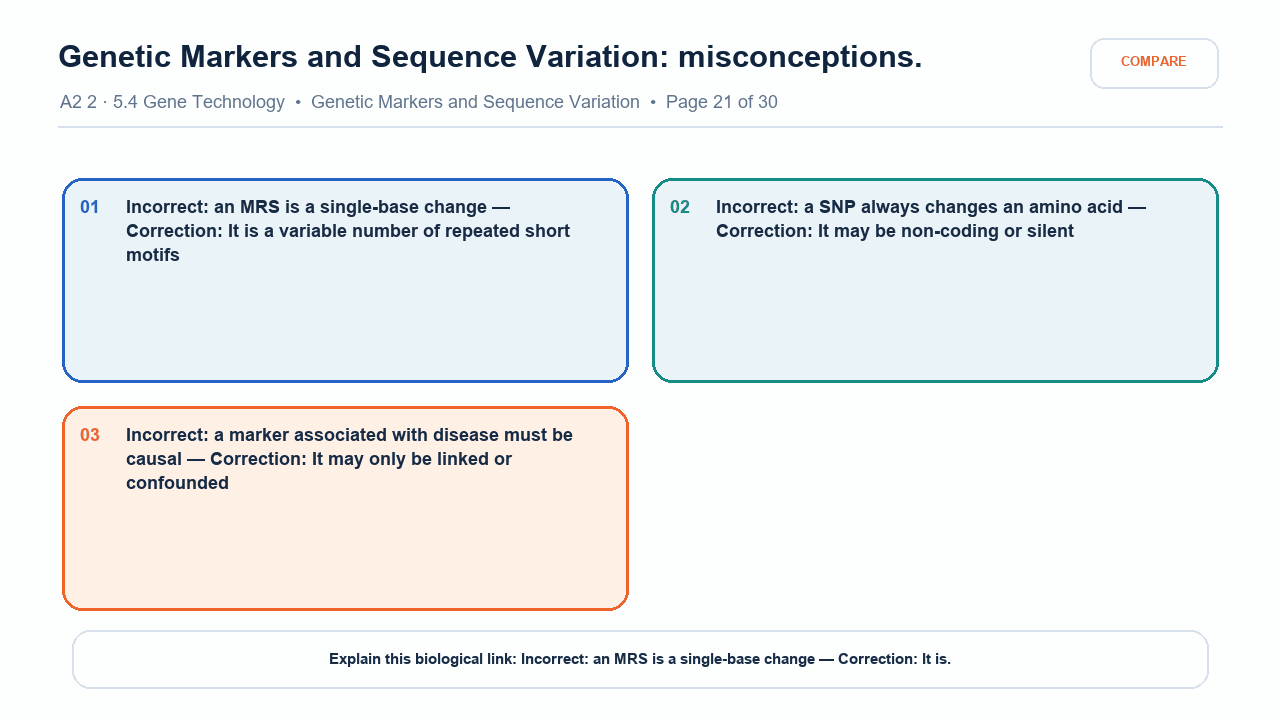 Genetic Markers and Sequence Variation: misconceptions.
COMPARE
A2 2 · 5.4 Gene Technology • Genetic Markers and Sequence Variation • Page 21 of 30
01
Incorrect: an MRS is a single-base change —
Correction: It is a variable number of repeated short
motifs
02
Incorrect: a SNP always changes an amino acid —
Correction: It may be non-coding or silent
03
Incorrect: a marker associated with disease must be
causal — Correction: It may only be linked or
confounded
Explain this biological link: Incorrect: an MRS is a single-base change — Correction: It is.